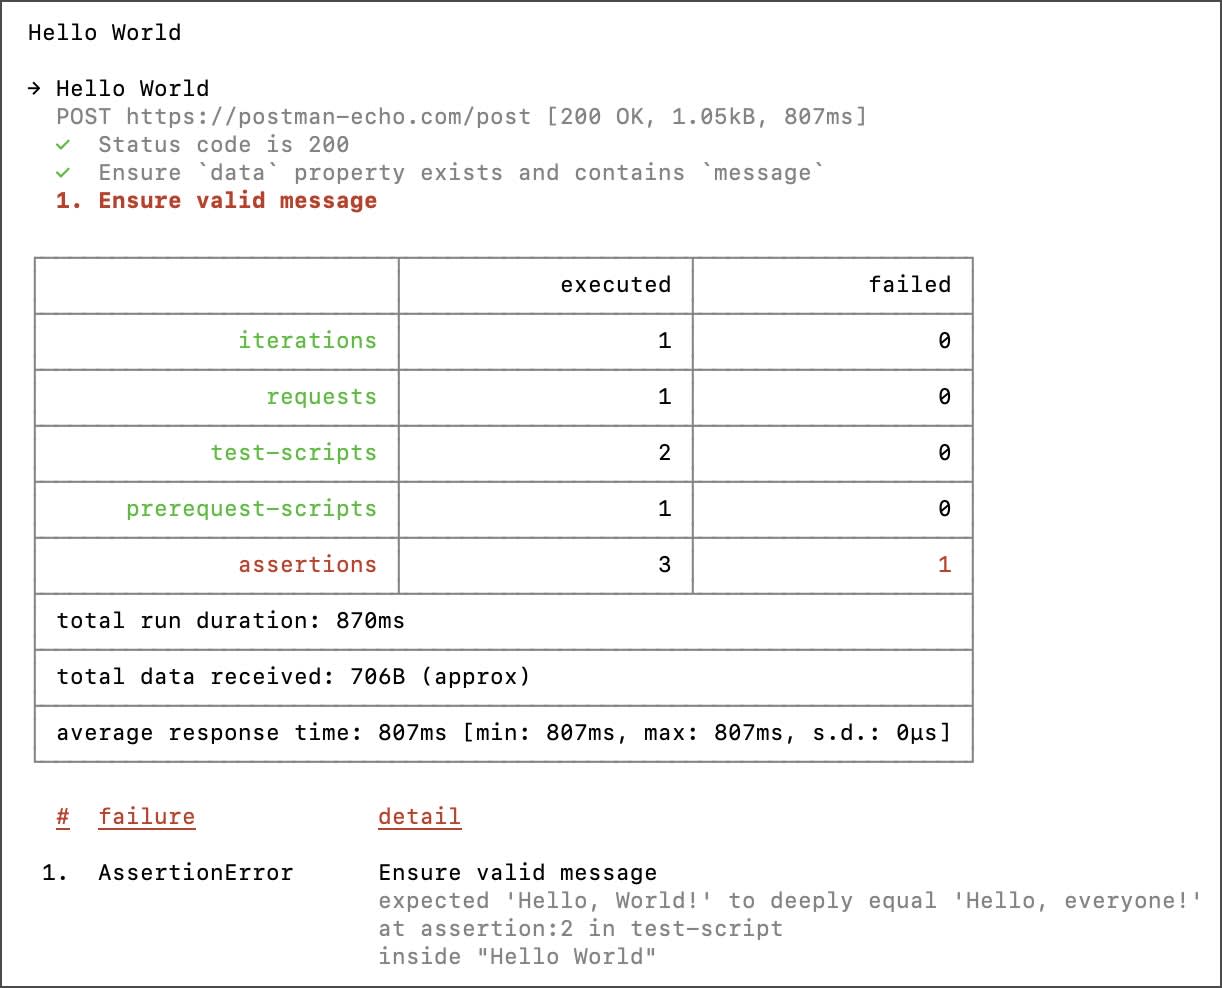 Hello World
→ Hello World
POST https://postman-echo.com/post [200 OK, 1.05kB, 807ms]
✓ Status code is 200
✓ Ensure `data` property exists and contains `message`
1. Ensure valid message
executed failed
iterations 1 0
requests 1 0
test-scripts 2 0
prerequest-scripts 1 0
assertions 3 1
total run duration: 870ms
total data received: 706B (approx)
average response time: 807ms [min: 807ms, max: 807ms, s.d.: 0µs]
# failure detail
1. AssertionError Ensure valid message
expected 'Hello, World!' to deeply equal 'Hello, everyone!'
at assertion:2 in test-script
inside "Hello World"